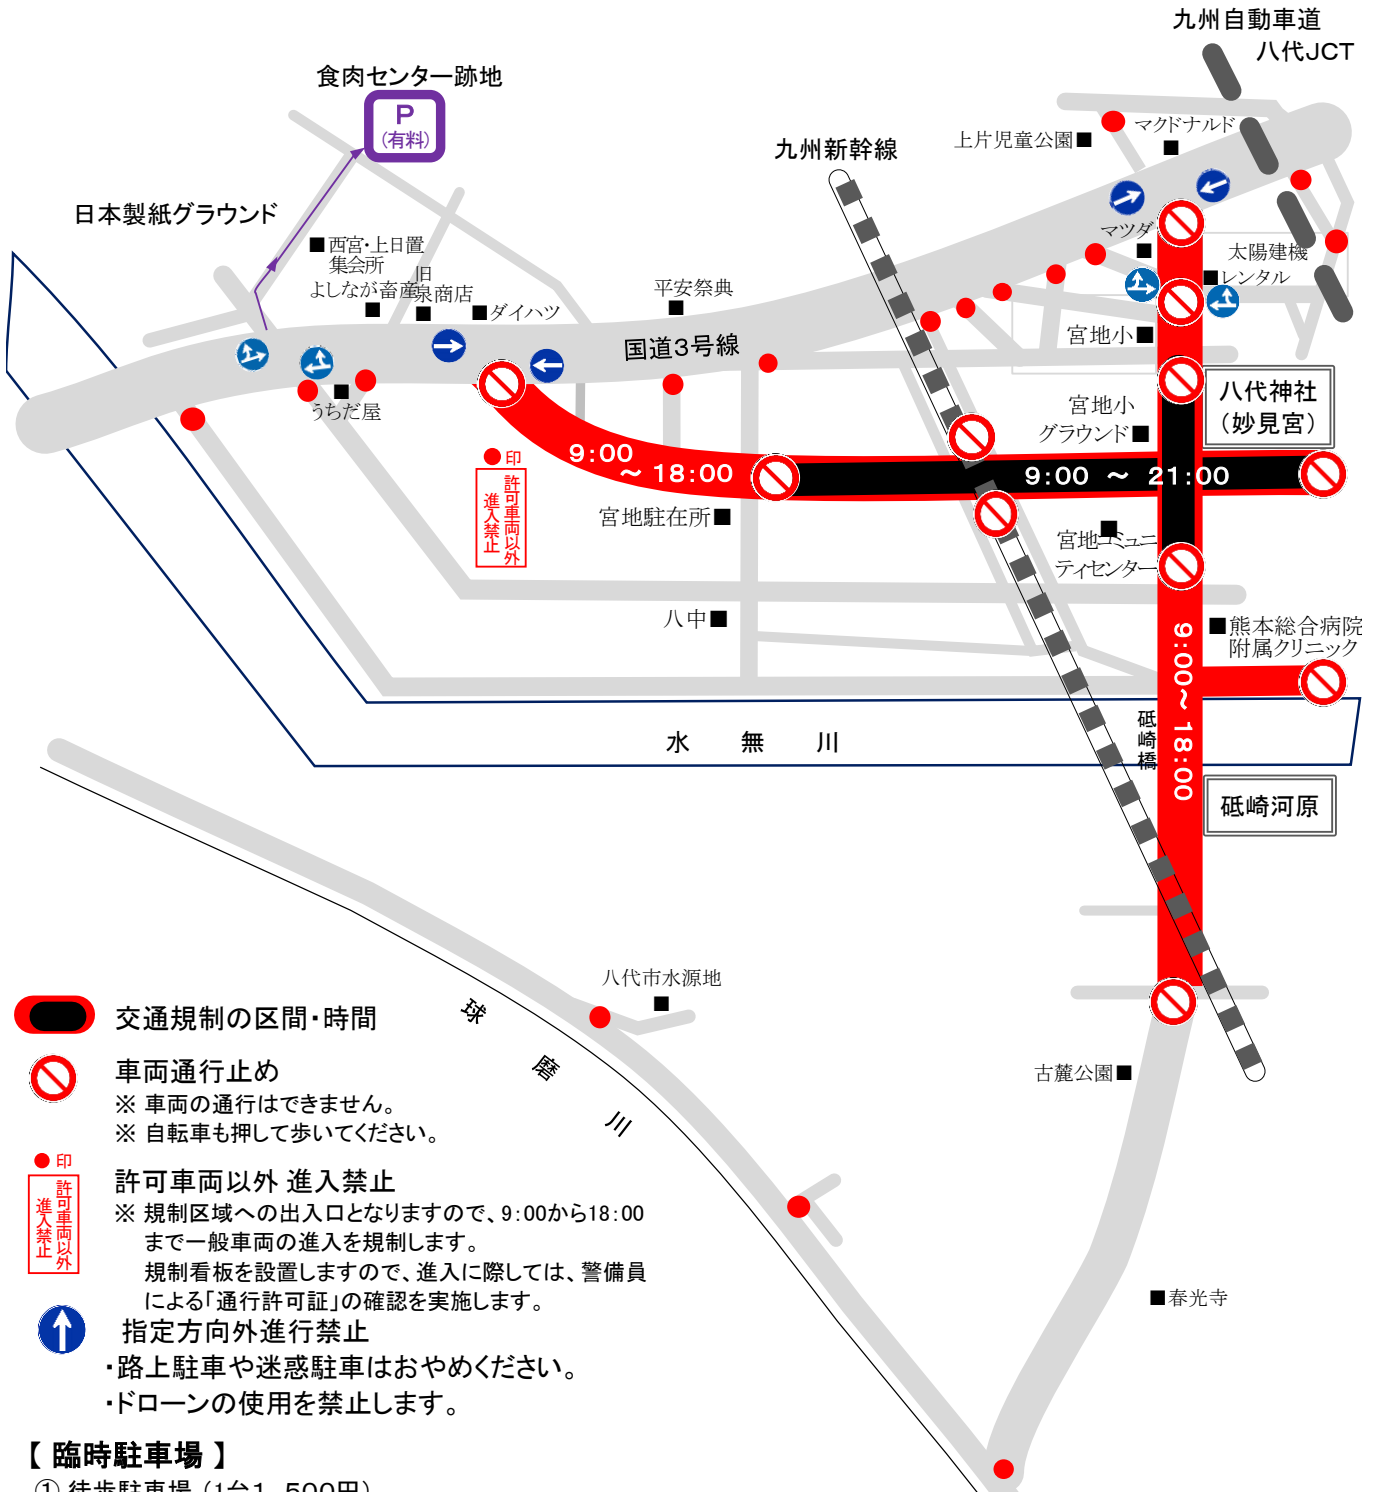 九州自動車道
八代JCT
食肉センター跡地
P
(有料)
マクドナルド
上片児童公園■
九州新幹線
日本製紙グラウンド
■西宮・上日置
集会所
よしなが畜産
旧
泉商店
■ダイハツ
平安祭典
マツダ
太陽建機
■レンタル
国道3号線
宮地小■
うちだ屋
八代神社
(妙見宮)
宮地小
グラウンド■
9:00
～18:00
9:00 ～ 21:00
●印
許可車両以外
進入禁止
宮地駐在所■
宮地コミュニ
ティセンター
八中■
■熊本総合病院
附属クリニック
9:00～18:00
砥崎橋
水 無 川
砥崎河原
八代市水源地
球 磨 川
古麓公園■
■春光寺
交通規制の区間・時間
車両通行止め
※ 車両の通行はできません。
※ 自転車も押して歩いてください。
●印
許可車両以外
進入禁止
許可車両以外 進入禁止
※ 規制区域への出入口となりますので、9:00から18:00
まで一般車両の進入を規制します。
規制看板を設置しますので、進入に際しては、警備員
による「通行許可証」の確認を実施します。
指定方向外進行禁止
・路上駐車や迷惑駐車はおやめください。
・ドローンの使用を禁止します。
【 臨時駐車場 】
① 徒歩駐車場 (1台1,500円)